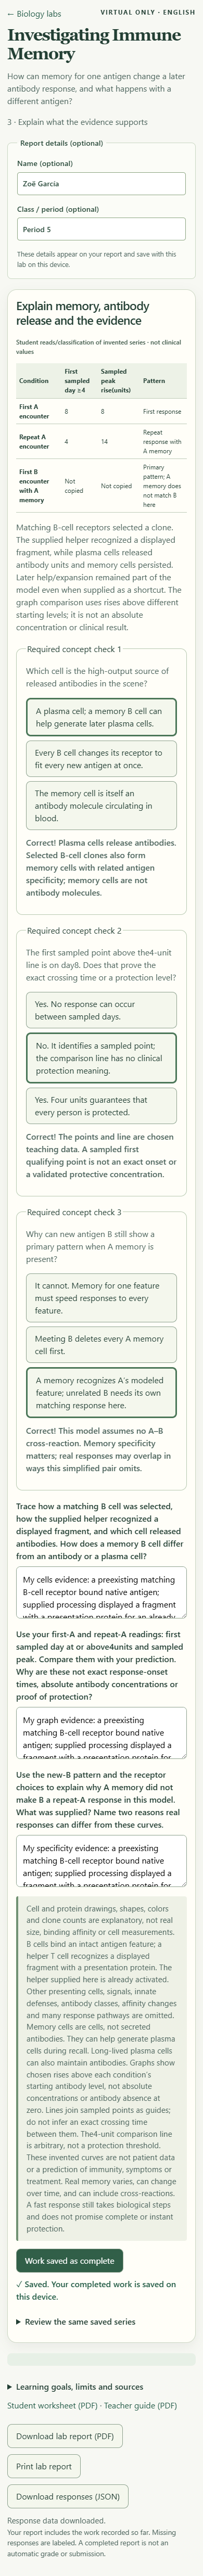 ← Biology labs
VIRTUAL ONLY · ENGLISH
Investigating Immune
Memory
How can memory for one antigen change a later
antibody response, and what happens with a
different antigen?
3 · Explain what the evidence supports
Report details (optional)
Name (optional)
Zoë García
Class / period (optional)
Period 5
These details appear on your report and save with this
lab on this device.
Explain memory, antibody
release and the evidence
Student reads/classification of invented series · not clinical
values
Condition First sampled day ≥4 Sampled peak rise(units) Pattern
First A encounter 8 8 First response
Repeat A encounter 4 14 Repeat response with A memory
First B encounter with A memory Not copied Not copied Primary pattern; A memory does not match B here
Matching B-cell receptors selected a clone.
The supplied helper recognized a displayed
fragment, while plasma cells released
antibody units and memory cells persisted.
Later help/expansion remained part of the
model even when supplied as a shortcut. The
graph comparison uses rises above different
starting levels; it is not an absolute
concentration or clinical result.
Required concept check 1
Which cell is the high-output source of
released antibodies in the scene?
A plasma cell; a memory B cell can
help generate later plasma cells.
Every B cell changes its receptor to
fit every new antigen at once.
The memory cell is itself an
antibody molecule circulating in
blood.
Correct! Plasma cells release antibodies.
Selected B-cell clones also form
memory cells with related antigen
specificity; memory cells are not
antibody molecules.
Required concept check 2
The first sampled point above the4-unit
line is on day8. Does that prove the
exact crossing time or a protection level?
Yes. No response can occur
between sampled days.
No. It identifies a sampled point;
the comparison line has no clinical
protection meaning.
Yes. Four units guarantees that
every person is protected.
Correct! The points and line are chosen
teaching data. A sampled first
qualifying point is not an exact onset or
a validated protective concentration.
Required concept check 3
Why can new antigen B still show a
primary pattern when A memory is
present?
It cannot. Memory for one feature
must speed responses to every
feature.
Meeting B deletes every A memory
cell first.
A memory recognizes A's modeled
feature; unrelated B needs its own
matching response here.
Correct! This model assumes no A–B
cross-reaction. Memory specificity
matters; real responses may overlap in
ways this simplified pair omits.
Trace how a matching B cell was selected,
how the supplied helper recognized a
displayed fragment, and which cell released
antibodies. How does a memory B cell differ
from an antibody or a plasma cell?
My cells evidence: a preexisting matching
B-cell receptor bound native antigen;
supplied processing displayed a fragment
with a presentation protein for an already
Use your first-A and repeat-A readings: first
sampled day at or above4units and sampled
peak. Compare them with your prediction.
Why are these not exact response-onset
times, absolute antibody concentrations or
proof of protection?
My graph evidence: a preexisting
matching B-cell receptor bound native
antigen; supplied processing displayed a
fragment with a presentation protein for
Use the new-B pattern and the receptor
choices to explain why A memory did not
make B a repeat-A response in this model.
What was supplied? Name two reasons real
responses can differ from these curves.
My specificity evidence: a preexisting
matching B-cell receptor bound native
antigen; supplied processing displayed a
fragment with a presentation protein for
Cell and protein drawings, shapes, colors
and clone counts are explanatory, not real
size, binding affinity or cell measurements.
B cells bind an intact antigen feature; a
helper T cell recognizes a displayed
fragment with a presentation protein. The
helper supplied here is already activated.
Other presenting cells, signals, innate
defenses, antibody classes, affinity changes
and many response pathways are omitted.
Memory cells are cells, not secreted
antibodies. They can help generate plasma
cells during recall. Long-lived plasma cells
can also maintain antibodies. Graphs show
chosen rises above each condition's
starting antibody level, not absolute
concentrations or antibody absence at
zero. Lines join sampled points as guides;
do not infer an exact crossing time
between them. The4-unit comparison line
is arbitrary, not a protection threshold.
These invented curves are not patient data
or a prediction of immunity, symptoms or
treatment. Real memory varies, can change
over time, and can include cross-reactions.
A fast response still takes biological steps
and does not promise complete or instant
protection.
Work saved as complete
✓ Saved. Your completed work is saved on
this device.
▶ Review the same saved series
▶ Learning goals, limits and sources
Student worksheet (PDF) · Teacher guide (PDF)
Download lab report (PDF)
Print lab report
Download responses (JSON)
Response data downloaded.
Your report includes the work recorded so far. Missing
responses are labeled. A completed report is not an
automatic grade or submission.